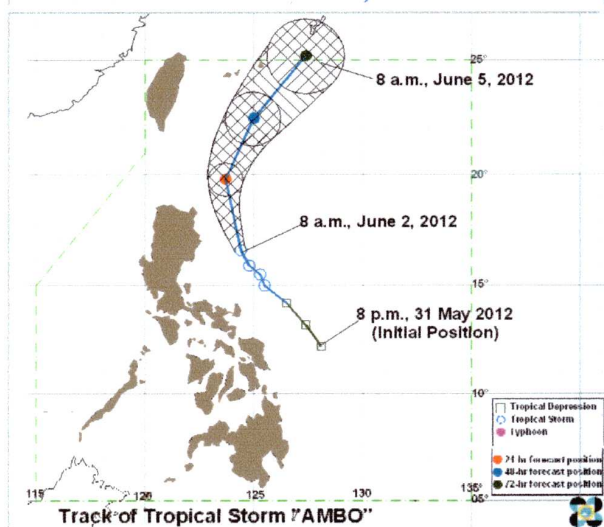 25°
8 a.m., June 5, 2012
20°
8 a.m., June 2, 2012
15°
8 p.m., 31 May 2012
(Initial Position)
10°
Tropical Depression
Tropical Storm
Typhoon
24-hr forecast position
48-hr forecast position
72-hr forecast position
125
130
135
05°
Track of Tropical Storm "AMBO"